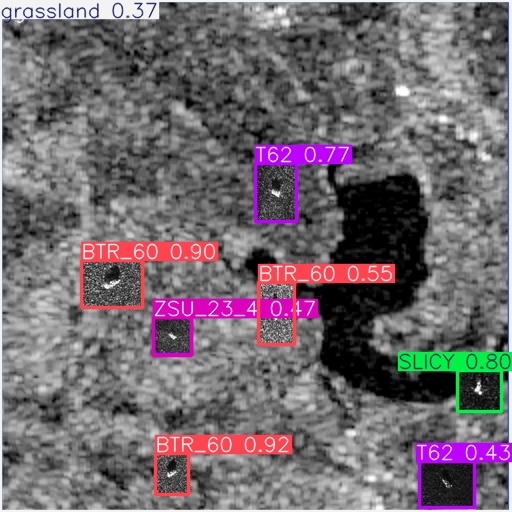 grassland 0.37
T62 0.77
BTR_60 0.90
BTR_60 0.55
ZSU_23_4 0.47
SLICY 0.80
BTR_60 0.92
T62 0.43